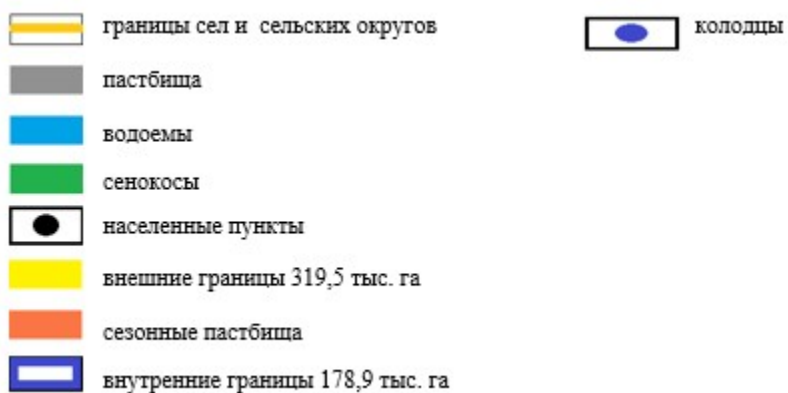 границы сел и сельских округов
колодцы
пастбища
водоемы
сенокосы
населенные пункты
внешние границы 319,5 тыс. га
сезонные пастбища
внутренние границы 178,9 тыс. га